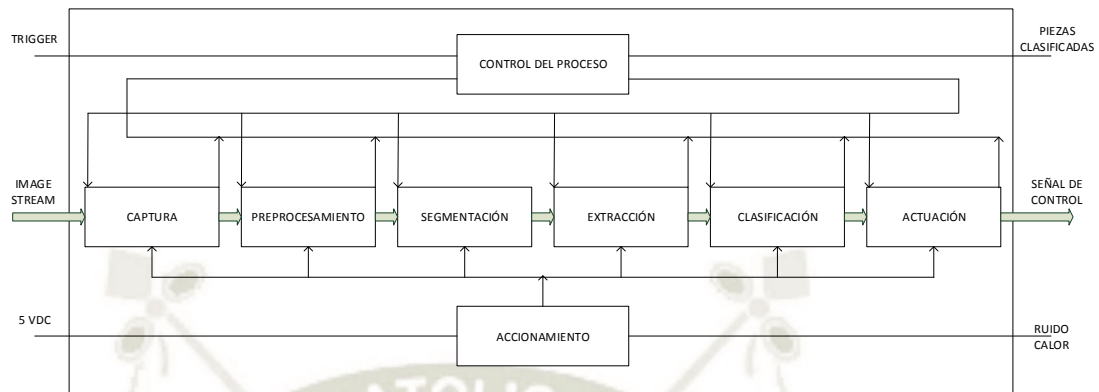 TRIGGER
PIEZAS
CLASIFICADAS
CONTROL DEL PROCESO
IMAGE
STREAM
CAPTURA
PREPROCESAMIENTO
SEGMENTACIÓN
EXTRACCIÓN
CLASIFICACIÓN
ACTUACIÓN
SEÑAL DE
CONTROL
5 VDC
ACCIONAMIENTO
RUIDO
CALOR